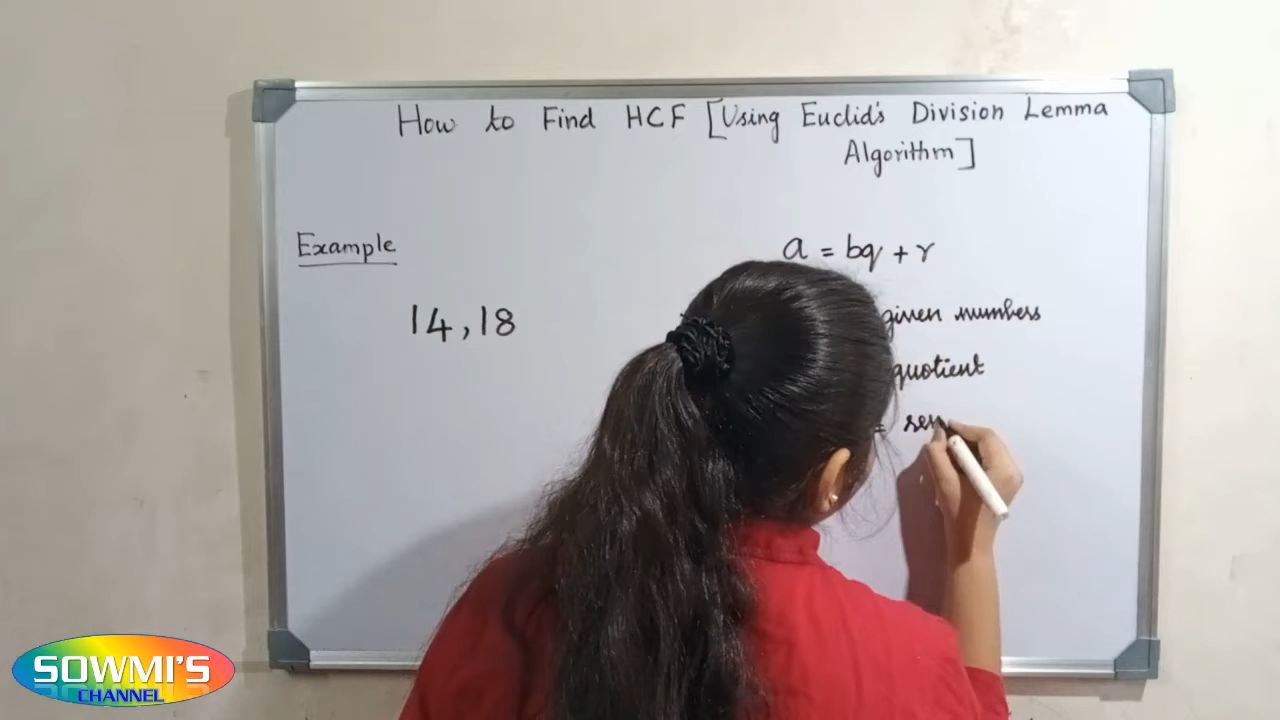 How to Find HCF [Using Euclid's Division Lemma
Algorithm]
Example
a = bq + r
14, 18
given numbers
quotient
=
SOWMI'S
CHANNEL